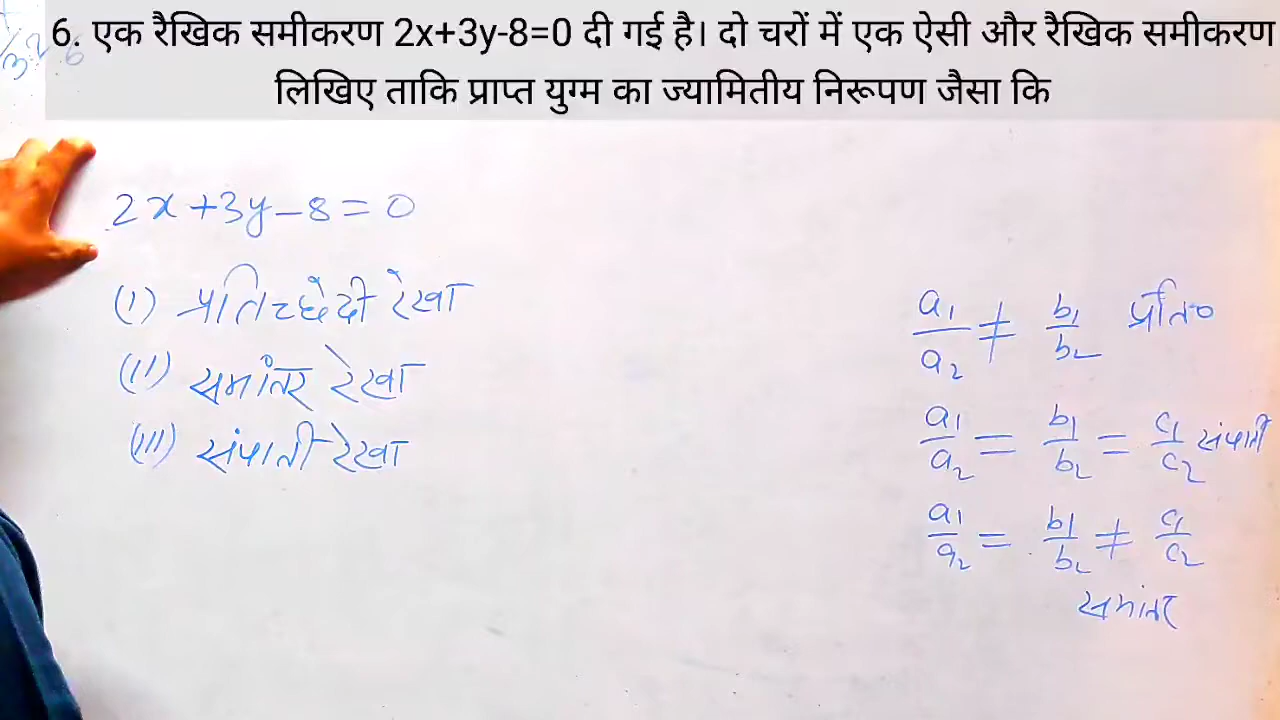 6. एक रैखिक समीकरण 2x+3y-8=0 दी गई है। दो चरों में एक ऐसी और रैखिक समीकरण
लिखिए ताकि प्राप्त युग्म का ज्यामितीय निरूपण जैसा कि
2x+3y-8=0
(I) प्रतिच्छेदी रेखा
(II) समांतर रेखा
(III) संपाती रेखा
a₁/a₂ ≠ b₁/b₂ प्रति०
a₁/a₂ = b₁/b₂ = c₁/c₂ संपाती
a₁/a₂ = b₁/b₂ ≠ c₁/c₂
समांतर